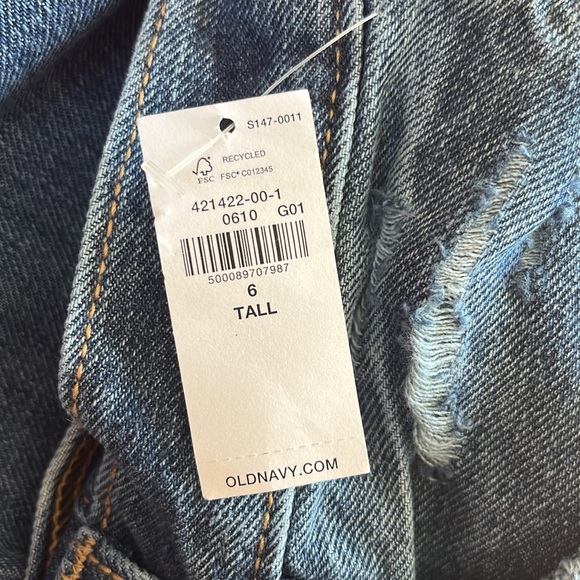 S147-0011
RECYCLED
FSC FSC® C012345
421422-00-1
0610 G01
500089707987
6
TALL
OLDNAVY.COM